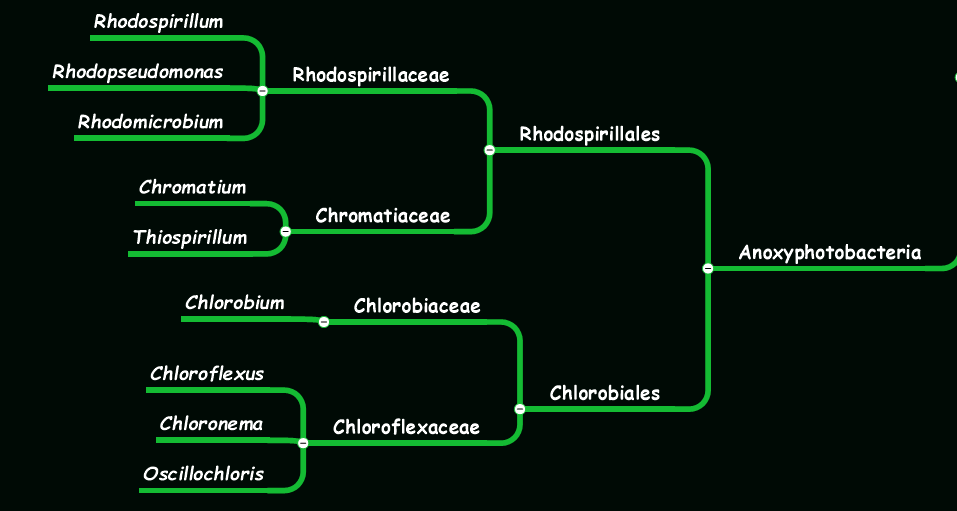 Rhodospirillum
Rhodopseudomonas
Rhodospirillaceae
Rhodomicrobium
Rhodospirillales
Chromatium
Chromatiaceae
Thiospirillum
Anoxyphotobacteria
Chlorobium
Chlorobiaceae
Chloroflexus
Chlorobiales
Chloronema
Chloroflexaceae
Oscillochloris